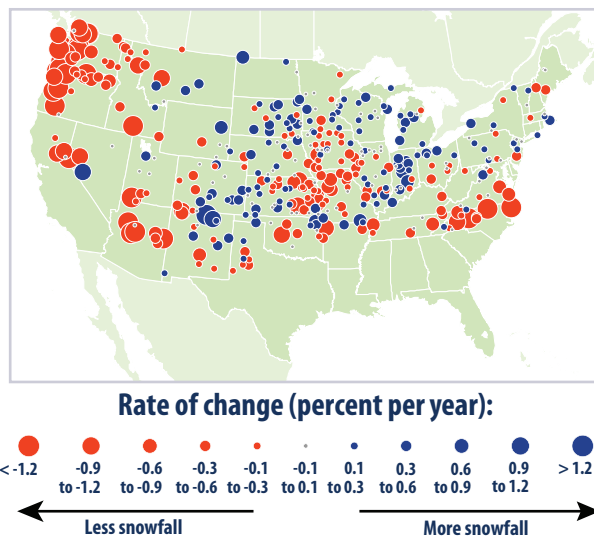 Rate of change (percent per year):
< -1.2 -0.9 -0.6 -0.3 -0.1 -0.1 0.1 0.3 0.6 0.9 > 1.2
to -1.2 to -0.9 to -0.6 to -0.3 to 0.1 to 0.3 to 0.6 to 0.9 to 1.2
Less snowfall More snowfall